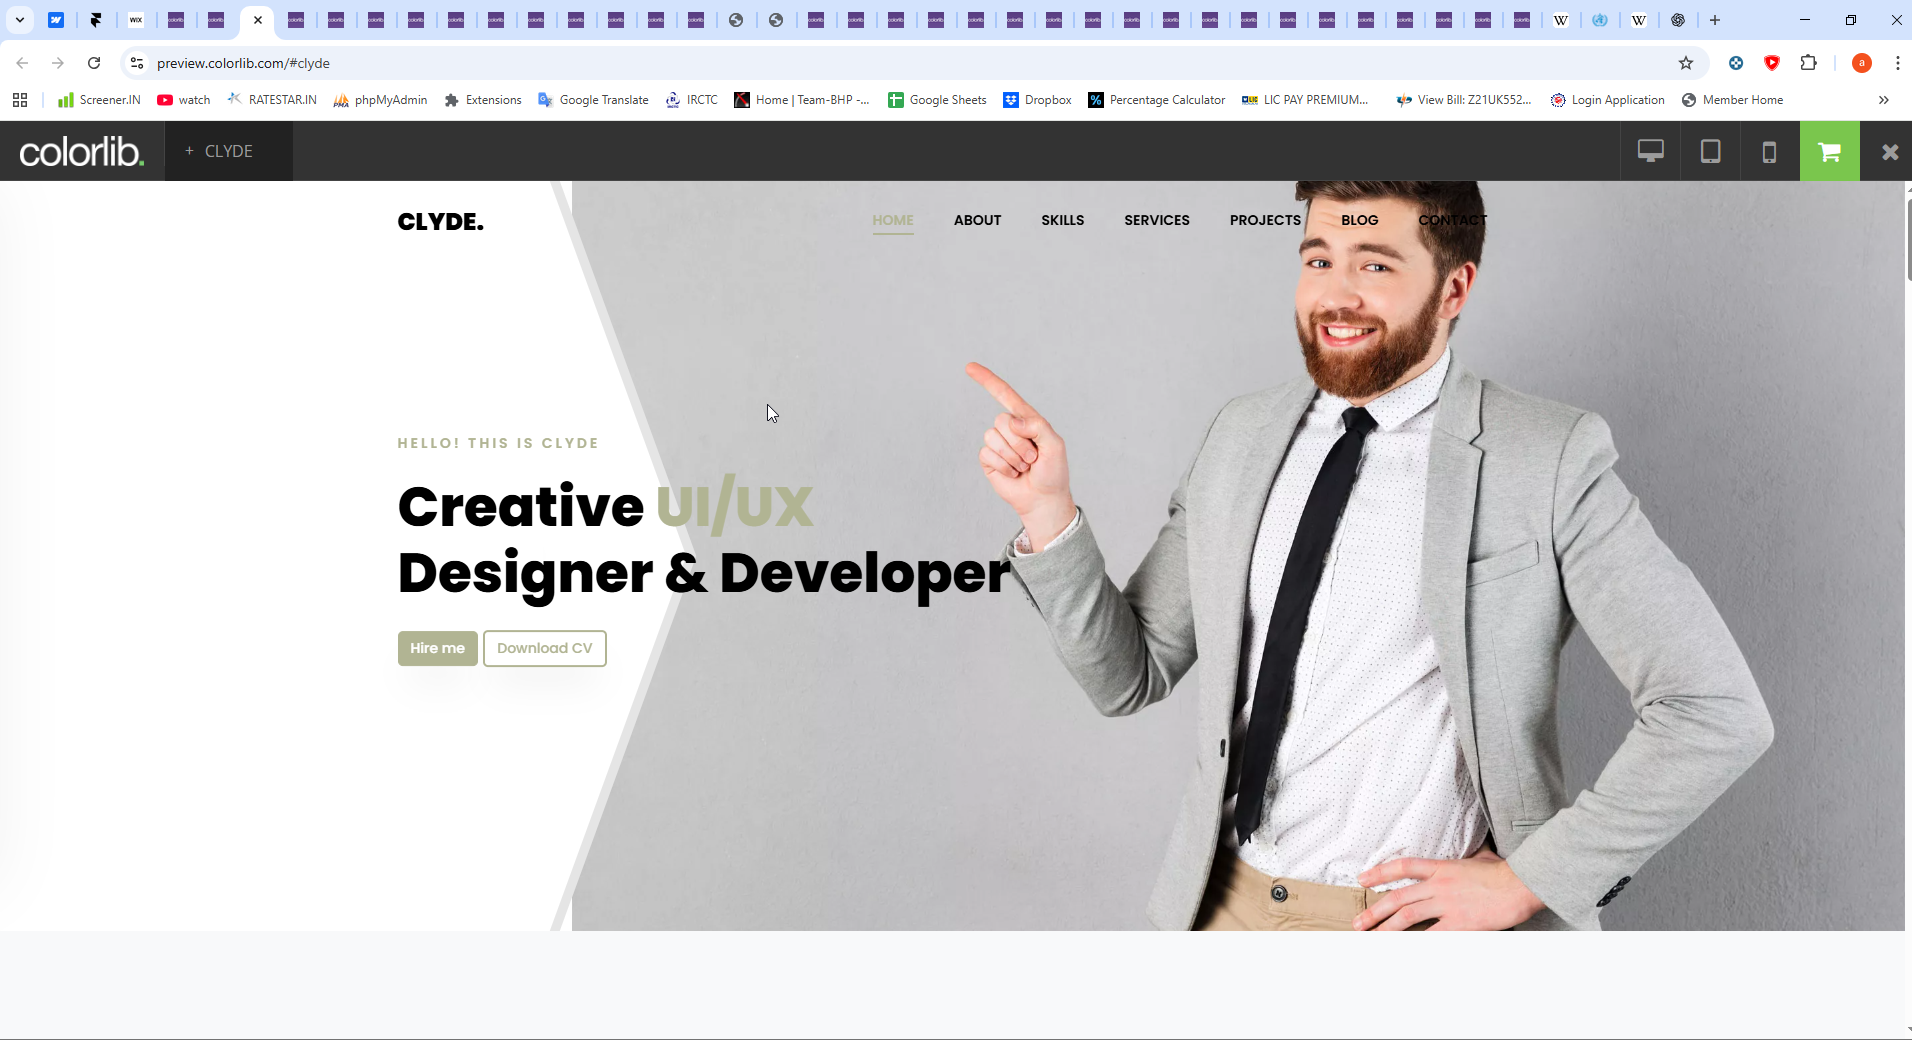 WIX
preview.colorlib.com/#clyde
a
Screener.IN watch RATESTAR.IN phpMyAdmin Extensions Google Translate IRCTC Home | Team-BHP -... Google Sheets Dropbox Percentage Calculator LIC PAY PREMIUM... View Bill: Z21UK552... Login Application Member Home
colorlib. + CLYDE
CLYDE. HOME ABOUT SKILLS SERVICES PROJECTS BLOG CONTACT
HELLO! THIS IS CLYDE
Creative UI/UX
Designer & Developer
Hire me Download CV